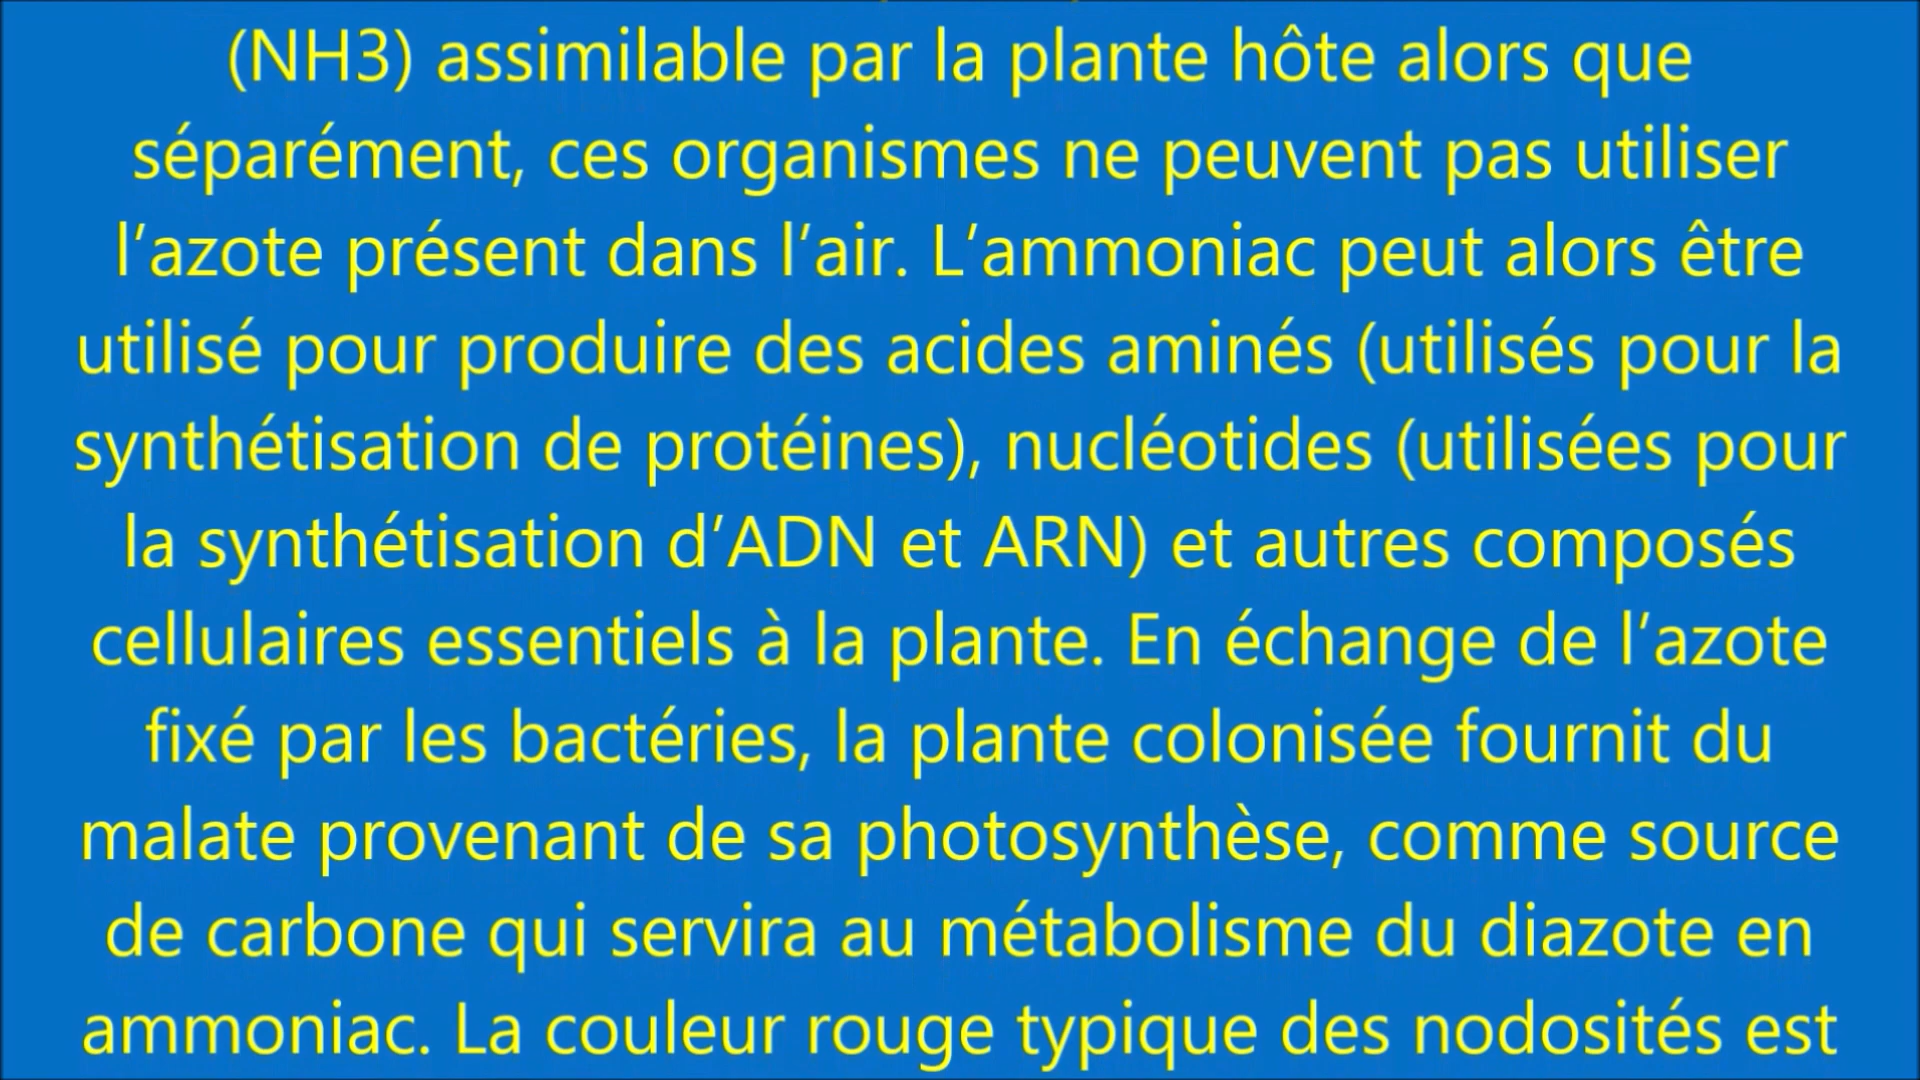 (NH3) assimilable par la plante hôte alors que
séparément, ces organismes ne peuvent pas utiliser
l’azote présent dans l’air. L’ammoniac peut alors être
utilisé pour produire des acides aminés (utilisés pour la
synthétisation de protéines), nucléotides (utilisées pour
la synthétisation d’ADN et ARN) et autres composés
cellulaires essentiels à la plante. En échange de l’azote
fixé par les bactéries, la plante colonisée fournit du
malate provenant de sa photosynthèse, comme source
de carbone qui servira au métabolisme du diazote en
ammoniac. La couleur rouge typique des nodosités est